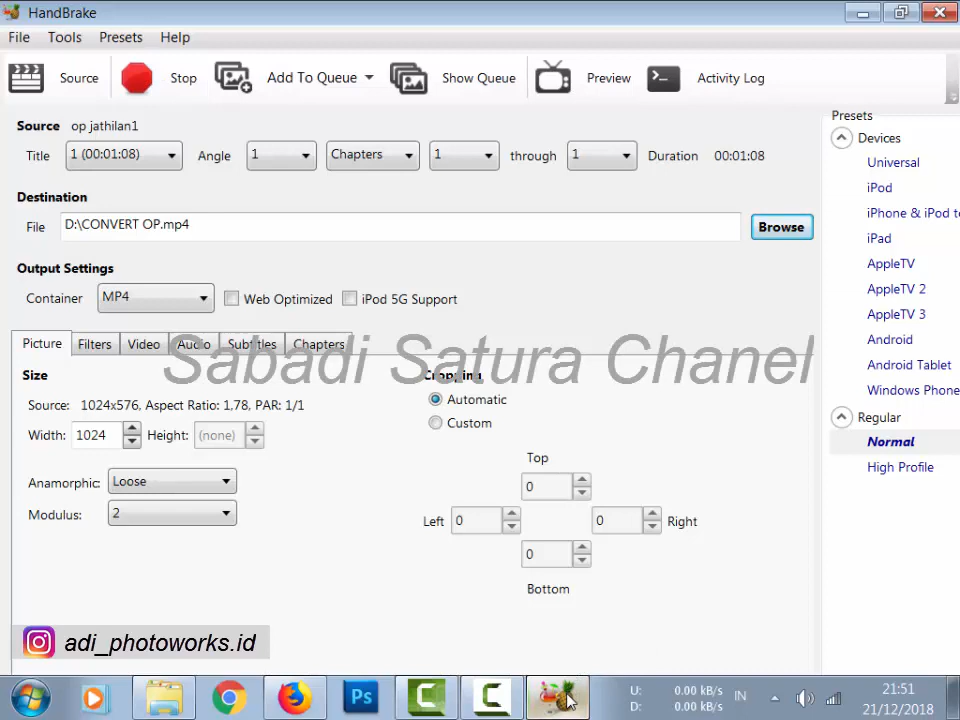 HandBrake
File Tools Presets Help
Source Stop Add To Queue Show Queue Preview Activity Log
Source op jathilan1
Title 1 (00:01:08) Angle 1 Chapters 1 through 1 Duration 00:01:08
Destination
File D:\CONVERT OP.mp4 Browse
Output Settings
Container MP4 Web Optimized iPod 5G Support
Picture Filters Video Audio Subtitles Chapters
Sabadi Satura Chanel
Size
Source: 1024x576, Aspect Ratio: 1,78, PAR: 1/1
Width: 1024 Height: (none)
Anamorphic: Loose
Modulus: 2
Cropping
Automatic
Custom
Top
0
Left 0 0 Right
0
Bottom
Presets
Devices
Universal
iPod
iPhone & iPod to
iPad
AppleTV
AppleTV 2
AppleTV 3
Android
Android Tablet
Windows Phone
Regular
Normal
High Profile
adi_photoworks.id
Ps
U: 0.00 kB/s
D: 0.00 kB/s
IN
21:51
21/12/2018